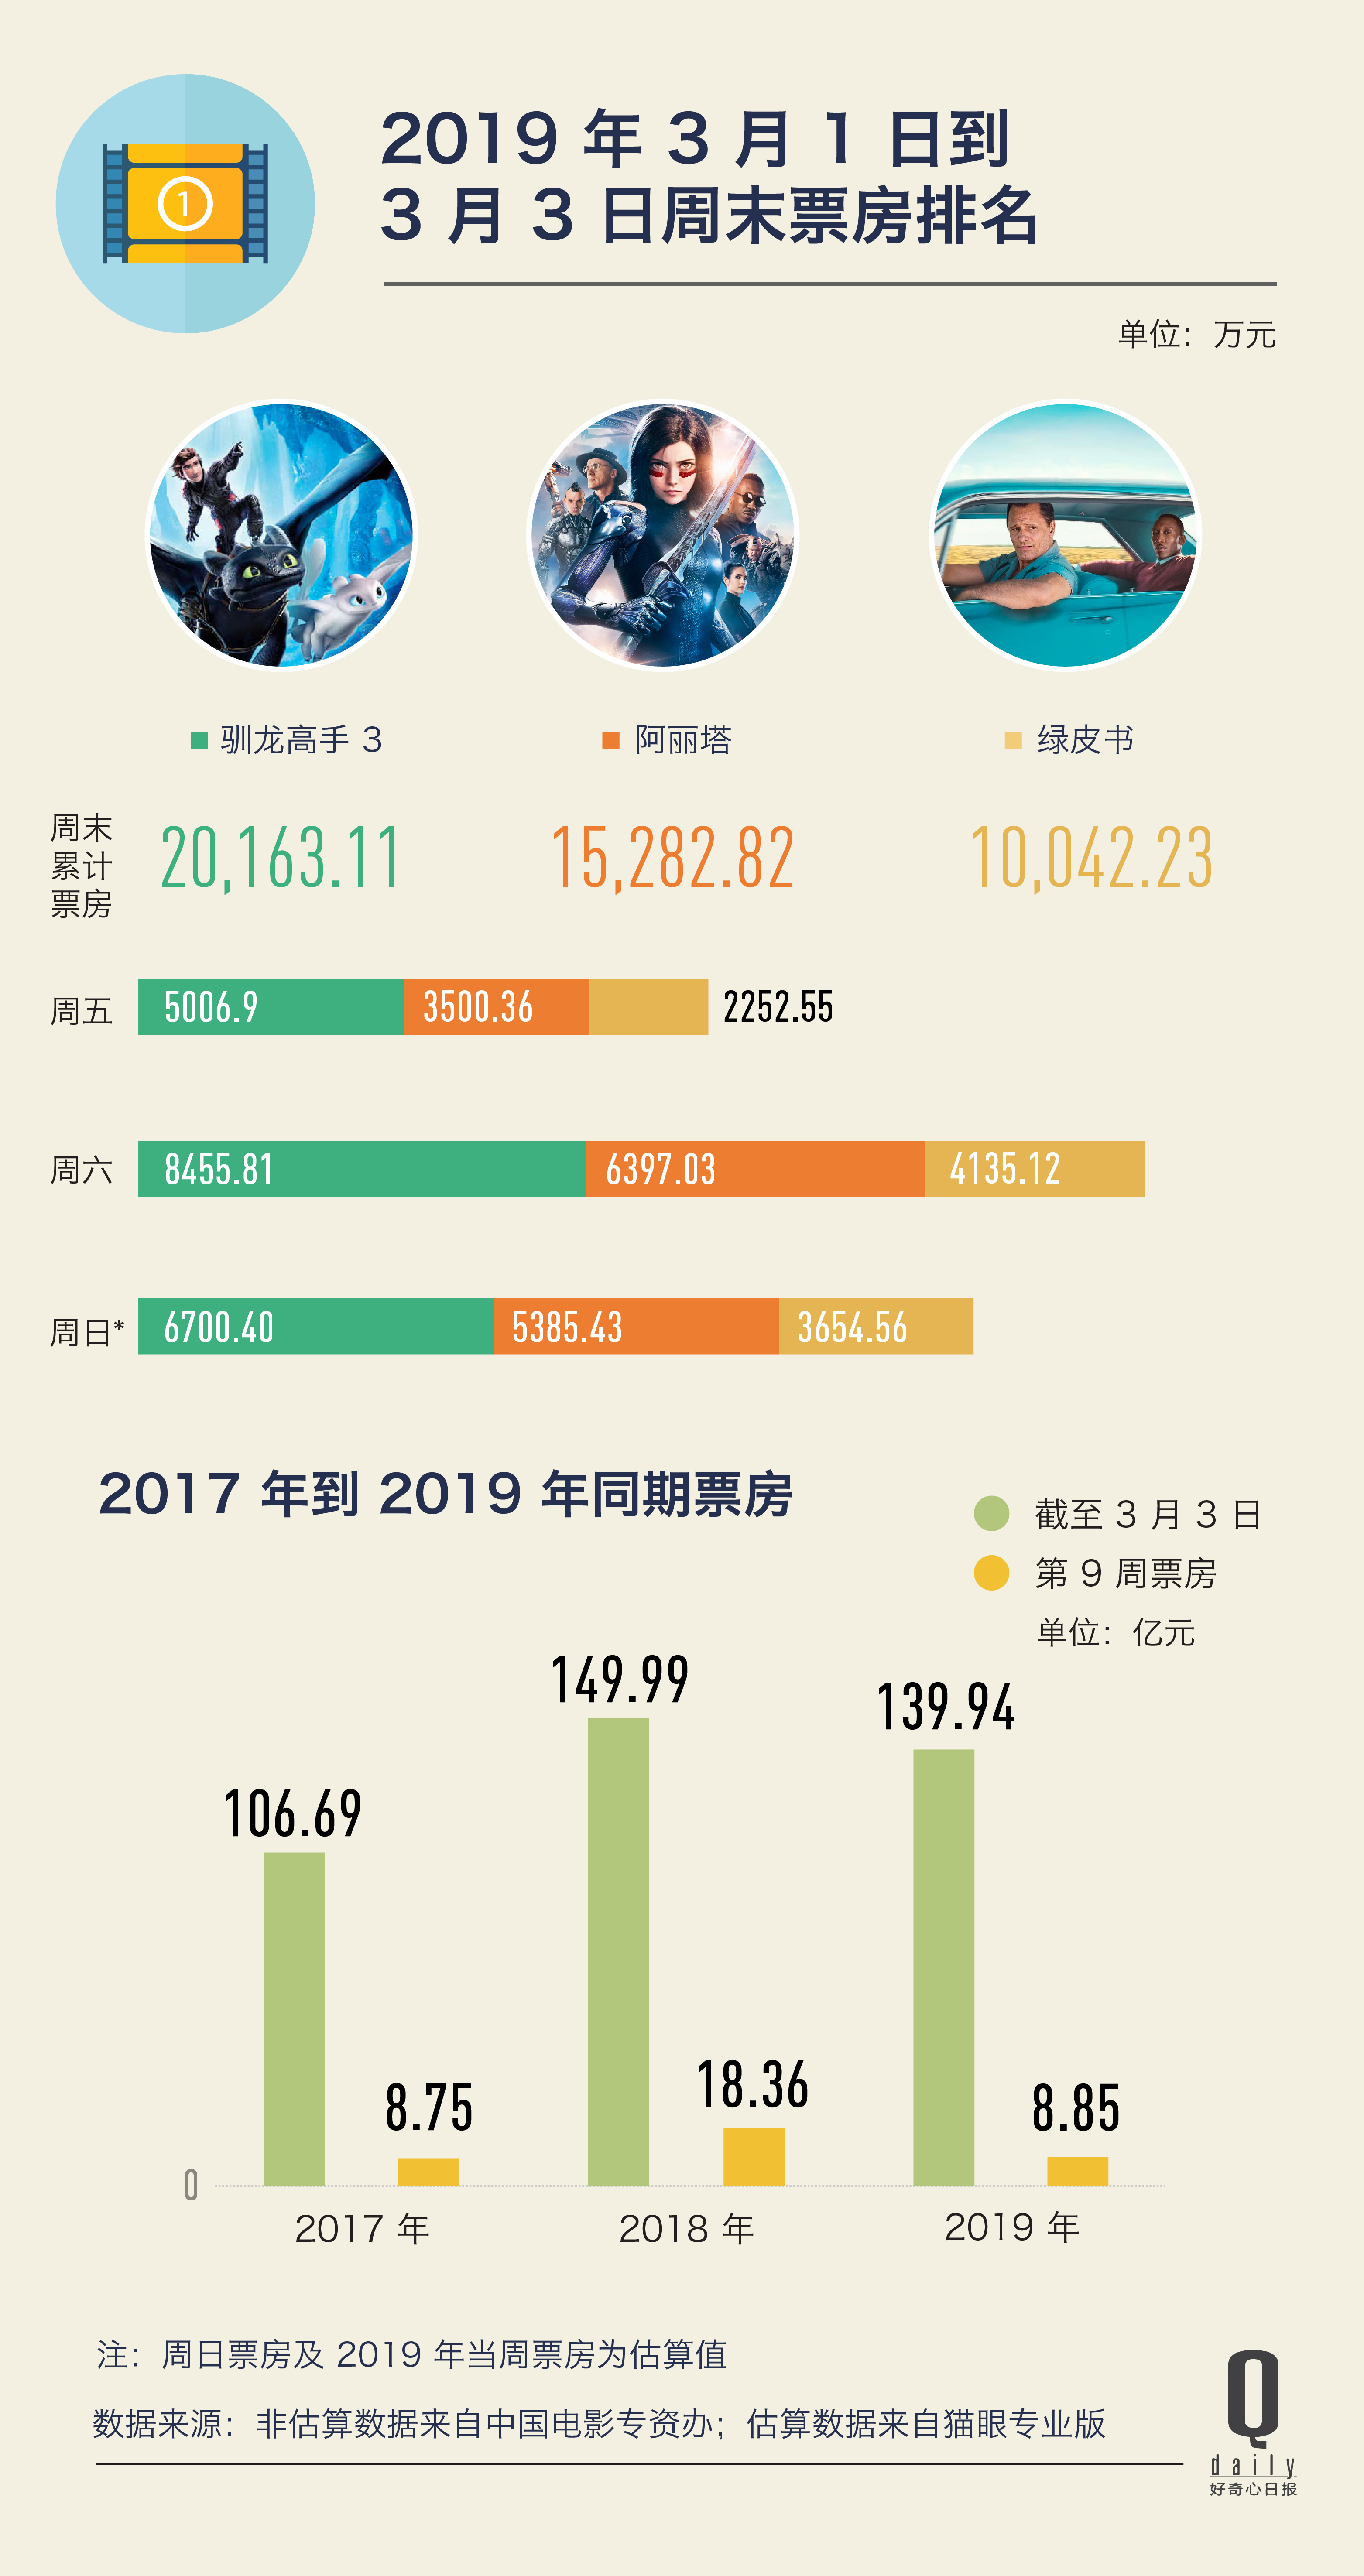 1
2019 年 3 月 1 日到
3 月 3 日周末票房排名
单位：万元
驯龙高手 3
阿丽塔
绿皮书
周末
累计
票房
20,163.11
15,282.82
10,042.23
周五
5006.9
3500.36
2252.55
周六
8455.81
6397.03
4135.12
周日*
6700.40
5385.43
3654.56
2017 年到 2019 年同期票房
截至 3 月 3 日
第 9 周票房
单位：亿元
106.69
8.75
149.99
18.36
139.94
8.85
0
2017 年
2018 年
2019 年
注：周日票房及 2019 年当周票房为估算值
数据来源：非估算数据来自中国电影专资办；估算数据来自猫眼专业版
Q
daily
好奇心日报